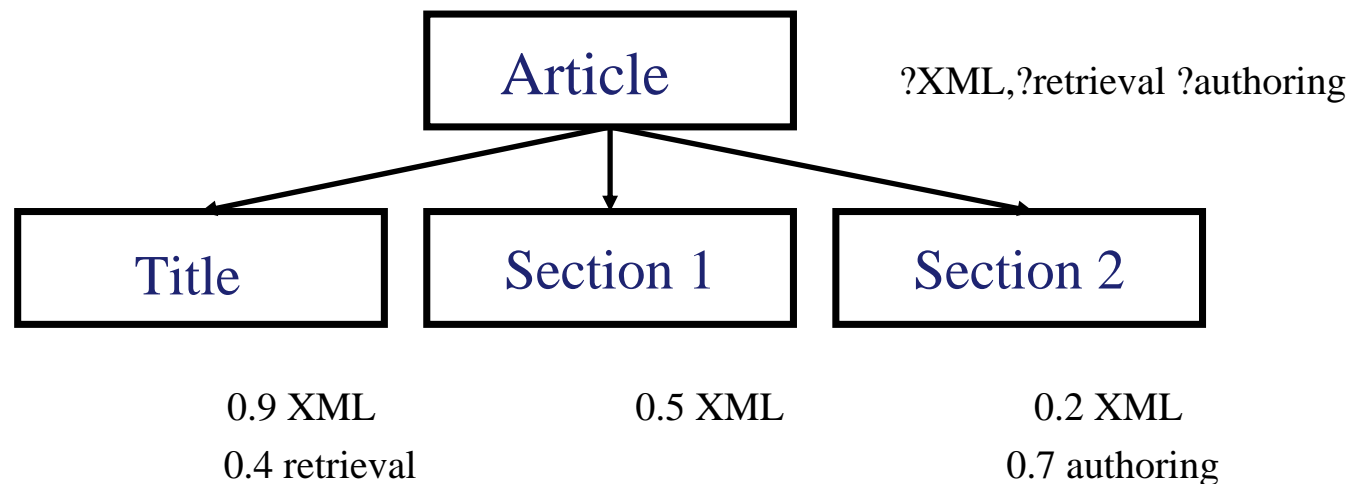 Article
?XML,?retrieval ?authoring
Title
Section 1
Section 2
0.9 XML
0.5 XML
0.2 XML
0.4 retrieval
0.7 authoring